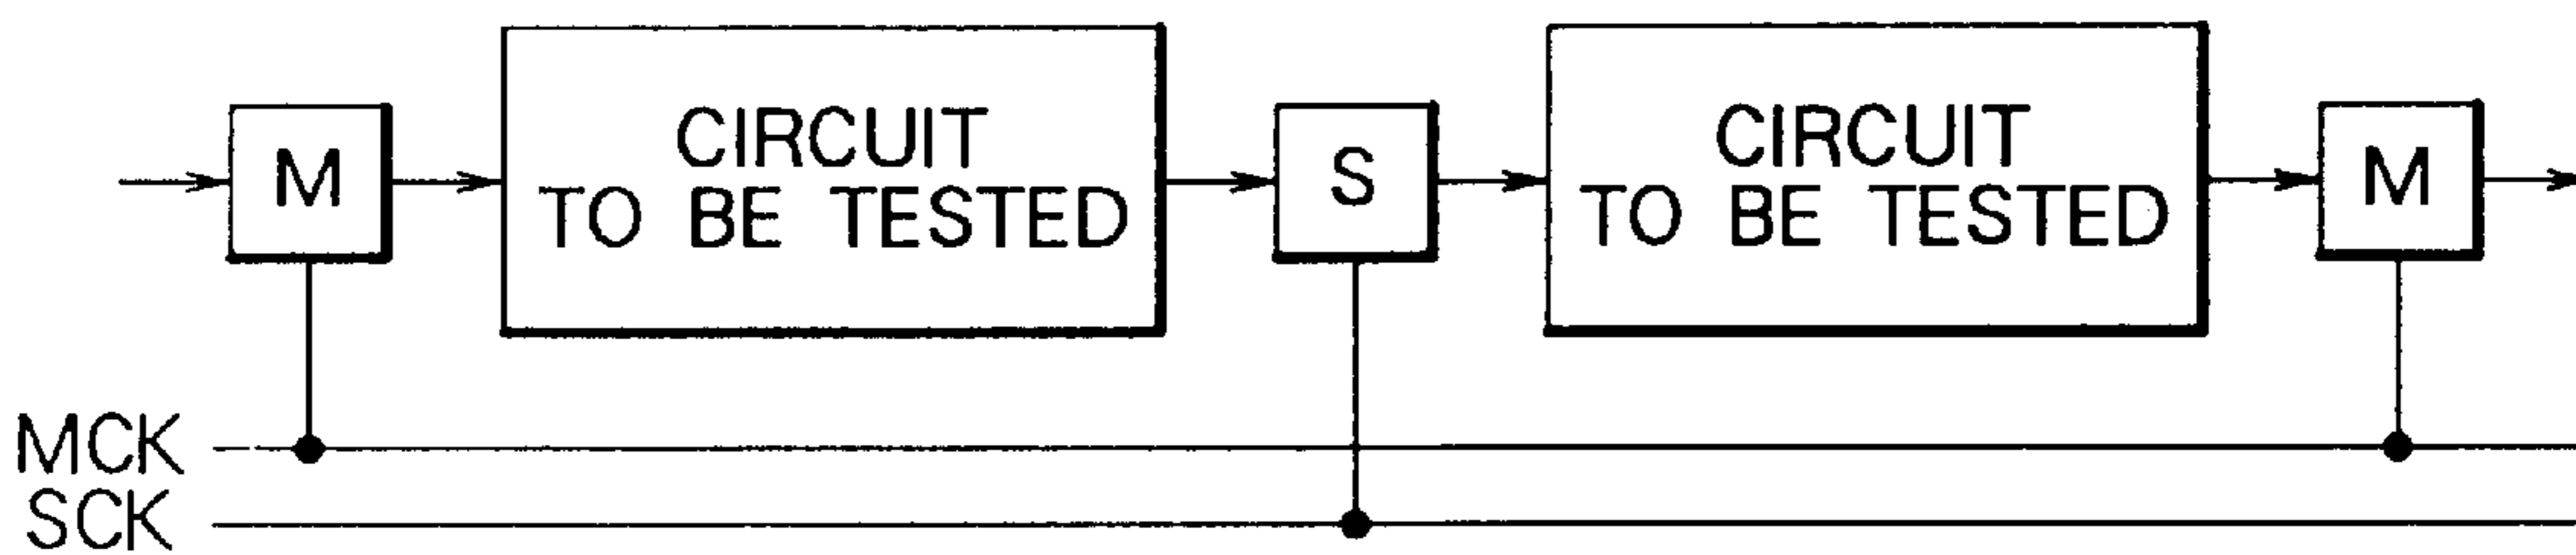 M
CIRCUIT
TO BE TESTED
S
CIRCUIT
TO BE TESTED
M
MCK
SCK